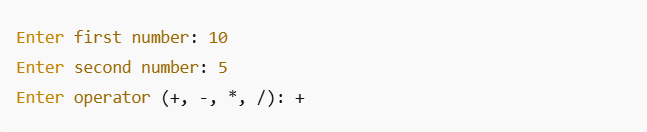 Enter first number: 10
Enter second number: 5
Enter operator (+, -, *, /): +